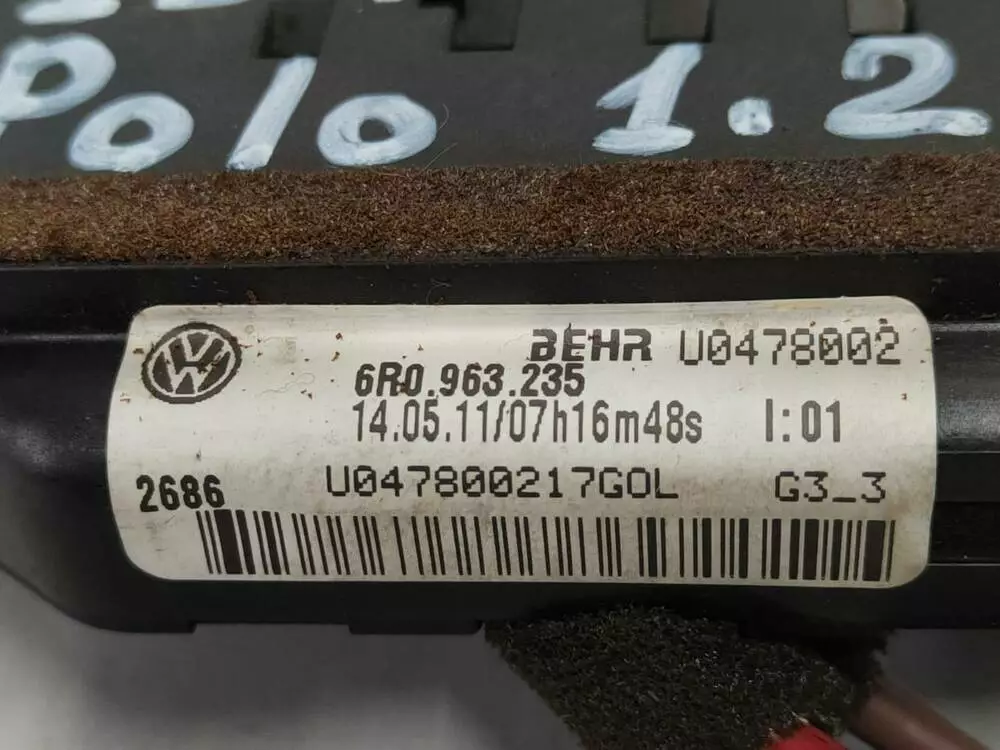 Polo 1.2
BEHR U0478002
6R0.963.235
14.05.11/07h16m48s I:01
2686 U047800217GOL G3_3